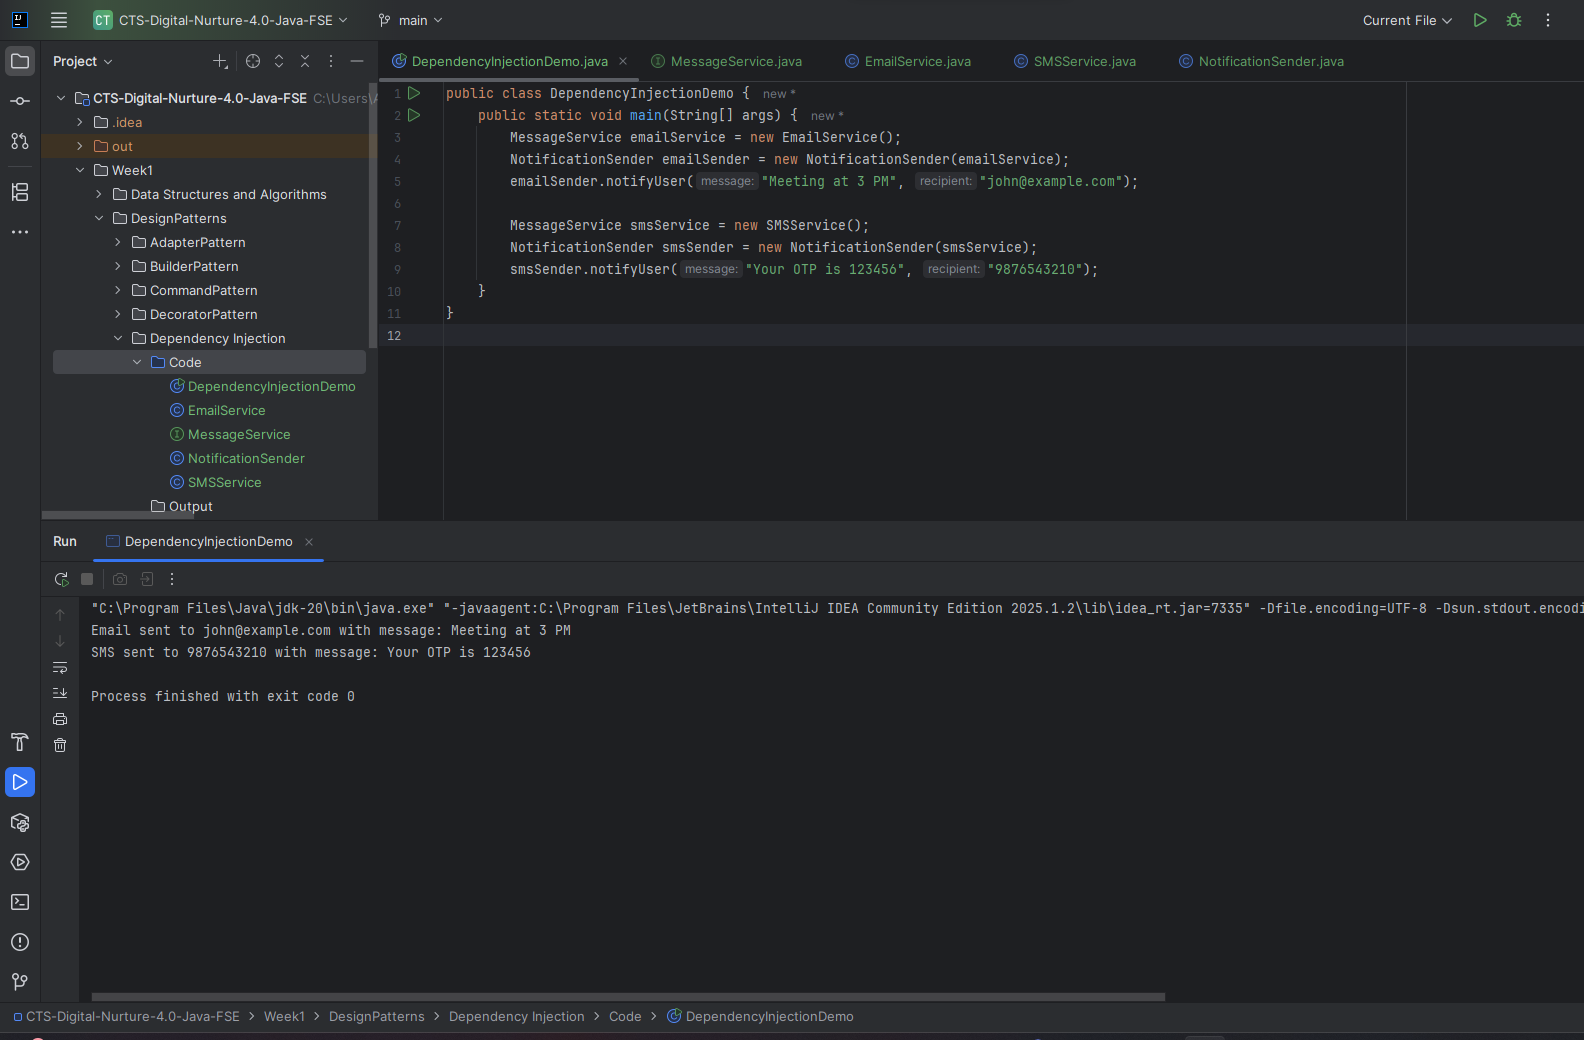 CT CTS-Digital-Nurture-4.0-Java-FSE main Current File
Project
DependencyInjectionDemo.java MessageService.java EmailService.java SMSService.java NotificationSender.java
CTS-Digital-Nurture-4.0-Java-FSE C:\Users\A
.idea
out
Week1
Data Structures and Algorithms
DesignPatterns
AdapterPattern
BuilderPattern
CommandPattern
DecoratorPattern
Dependency Injection
Code
DependencyInjectionDemo
EmailService
MessageService
NotificationSender
SMSService
Output
1 public class DependencyInjectionDemo { new *
2 public static void main(String[] args) { new *
3 MessageService emailService = new EmailService();
4 NotificationSender emailSender = new NotificationSender(emailService);
5 emailSender.notifyUser( message: "Meeting at 3 PM", recipient: "john@example.com");
6
7 MessageService smsService = new SMSService();
8 NotificationSender smsSender = new NotificationSender(smsService);
9 smsSender.notifyUser( message: "Your OTP is 123456", recipient: "9876543210");
10 }
11 }
12
Run DependencyInjectionDemo
"C:\Program Files\Java\jdk-20\bin\java.exe" "-javaagent:C:\Program Files\JetBrains\IntelliJ IDEA Community Edition 2025.1.2\lib\idea_rt.jar=7335" -Dfile.encoding=UTF-8 -Dsun.stdout.encodi
Email sent to john@example.com with message: Meeting at 3 PM
SMS sent to 9876543210 with message: Your OTP is 123456
Process finished with exit code 0
CTS-Digital-Nurture-4.0-Java-FSE > Week1 > DesignPatterns > Dependency Injection > Code > DependencyInjectionDemo